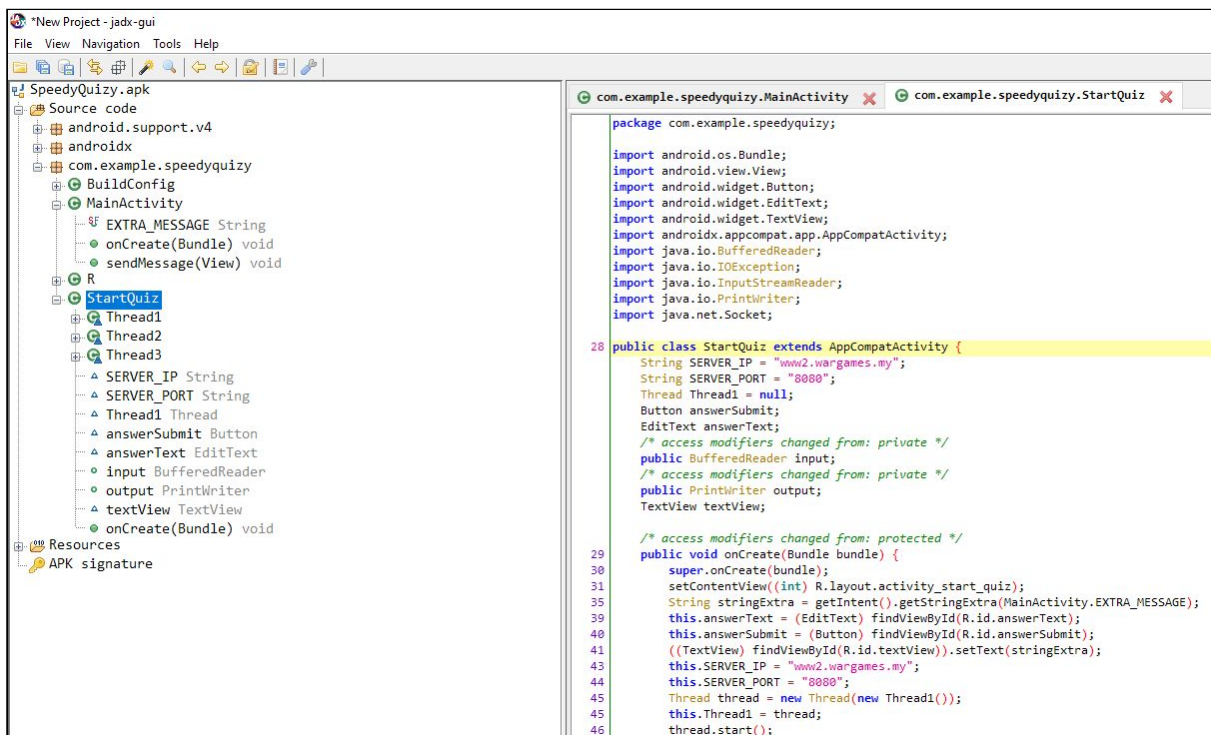 *New Project - jadx-gui
File View Navigation Tools Help
SpeedyQuizy.apk
Source code
android.support.v4
androidx
com.example.speedyquizy
BuildConfig
MainActivity
EXTRA_MESSAGE String
onCreate(Bundle) void
sendMessage(View) void
R
StartQuiz
Thread1
Thread2
Thread3
SERVER_IP String
SERVER_PORT String
Thread1 Thread
answerSubmit Button
answerText EditText
input BufferedReader
output PrintWriter
textView TextView
onCreate(Bundle) void
Resources
APK signature
com.example.speedyquizy.MainActivity com.example.speedyquizy.StartQuiz
package com.example.speedyquizy;
import android.os.Bundle;
import android.view.View;
import android.widget.Button;
import android.widget.EditText;
import android.widget.TextView;
import androidx.appcompat.app.AppCompatActivity;
import java.io.BufferedReader;
import java.io.IOException;
import java.io.InputStreamReader;
import java.io.PrintWriter;
import java.net.Socket;
28 public class StartQuiz extends AppCompatActivity {
String SERVER_IP = "www2.wargames.my";
String SERVER_PORT = "8080";
Thread Thread1 = null;
Button answerSubmit;
EditText answerText;
/* access modifiers changed from: private */
public BufferedReader input;
/* access modifiers changed from: private */
public PrintWriter output;
TextView textView;
/* access modifiers changed from: protected */
29 public void onCreate(Bundle bundle) {
30 super.onCreate(bundle);
31 setContentView((int) R.layout.activity_start_quiz);
35 String stringExtra = getIntent().getStringExtra(MainActivity.EXTRA_MESSAGE);
39 this.answerText = (EditText) findViewById(R.id.answerText);
40 this.answerSubmit = (Button) findViewById(R.id.answerSubmit);
41 ((TextView) findViewById(R.id.textView)).setText(stringExtra);
43 this.SERVER_IP = "www2.wargames.my";
44 this.SERVER_PORT = "8080";
45 Thread thread = new Thread(new Thread1());
45 this.Thread1 = thread;
46 thread.start();